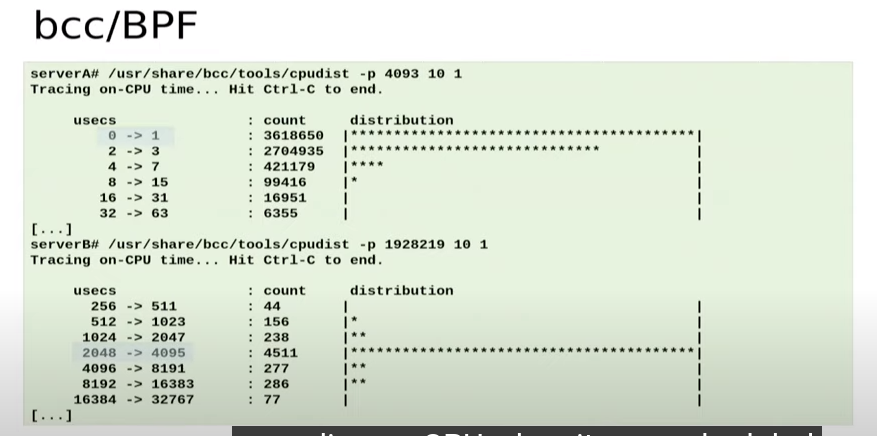 bcc/BPF
serverA# /usr/share/bcc/tools/cpudist -p 4093 10 1
Tracing on-CPU time... Hit Ctrl-C to end.
usecs : count distribution
0 -> 1 : 3618650 |****************************************|
2 -> 3 : 2704935 |***************************** |
4 -> 7 : 421179 |**** |
8 -> 15 : 99416 |* |
16 -> 31 : 16951 | |
32 -> 63 : 6355 | |
[...]
serverB# /usr/share/bcc/tools/cpudist -p 1928219 10 1
Tracing on-CPU time... Hit Ctrl-C to end.
usecs : count distribution
256 -> 511 : 44 | |
512 -> 1023 : 156 |* |
1024 -> 2047 : 238 |** |
2048 -> 4095 : 4511 |****************************************|
4096 -> 8191 : 277 |** |
8192 -> 16383 : 286 |** |
16384 -> 32767 : 77 | |
[...]